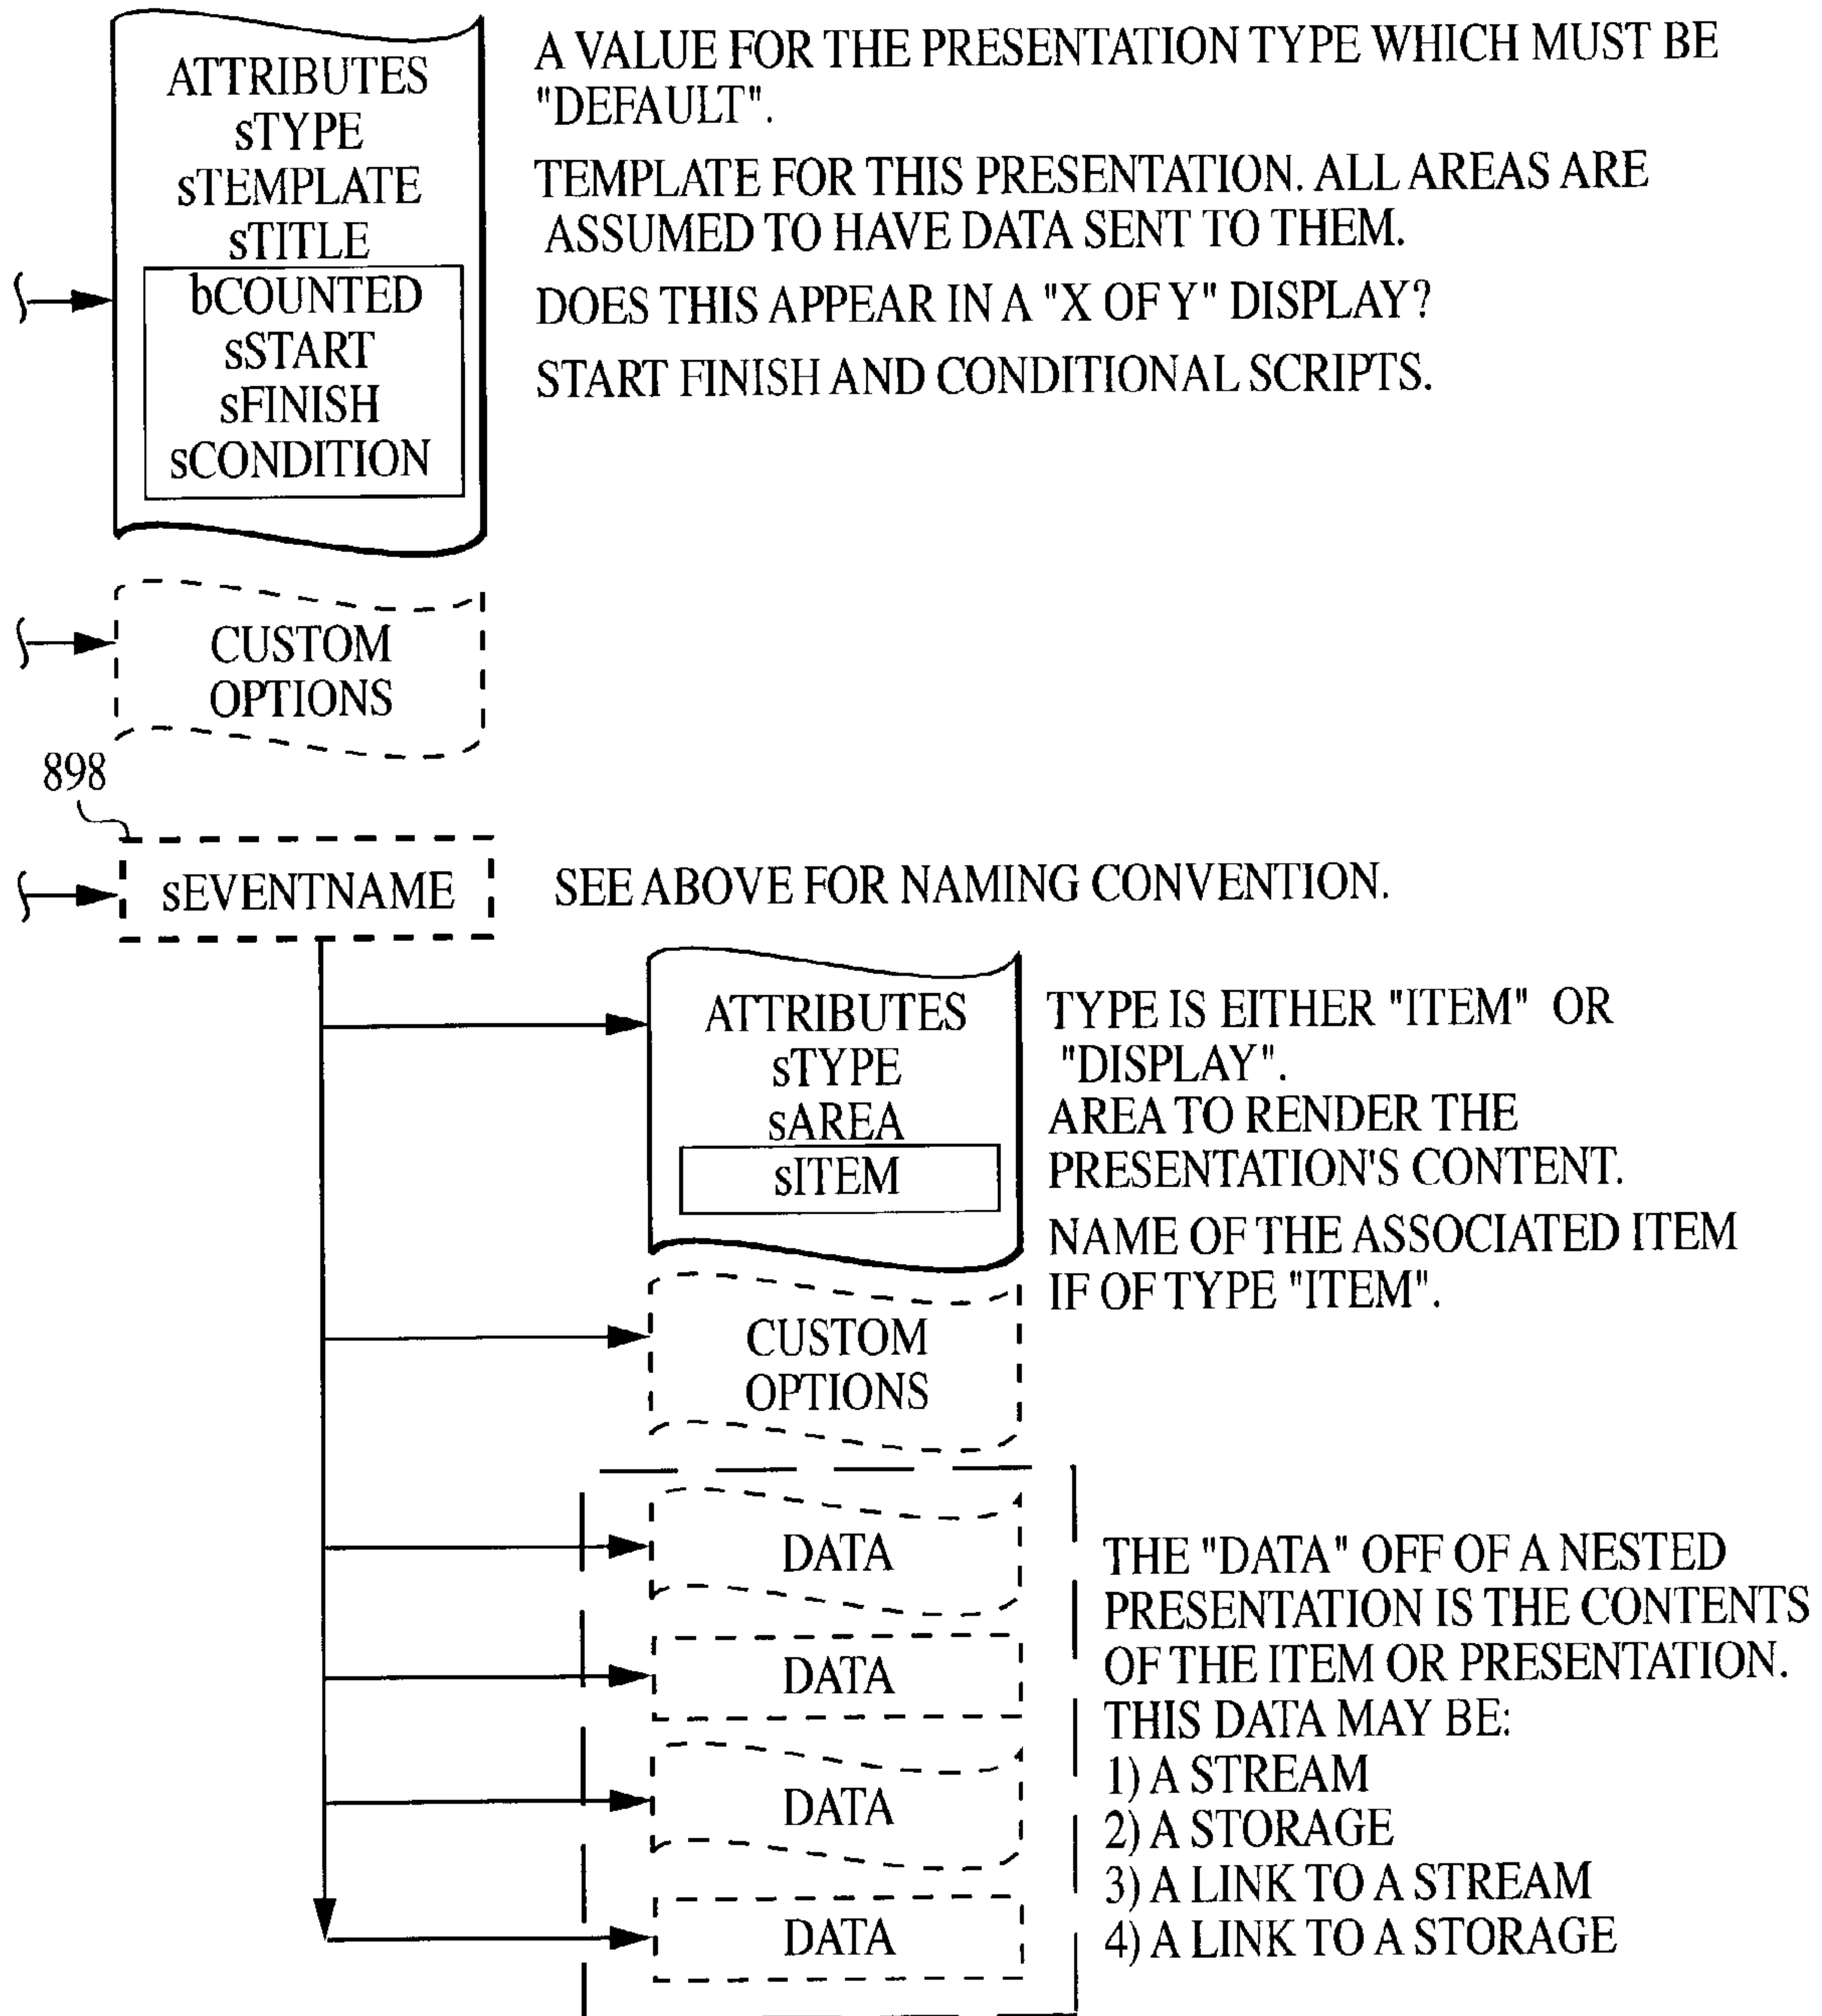 ATTRIBUTES
sTYPE
sTEMPLATE
sTITLE
bCOUNTED
sSTART
sFINISH
sCONDITION
A VALUE FOR THE PRESENTATION TYPE WHICH MUST BE
"DEFAULT".
TEMPLATE FOR THIS PRESENTATION. ALL AREAS ARE
ASSUMED TO HAVE DATA SENT TO THEM.
DOES THIS APPEAR IN A "X OF Y" DISPLAY?
START FINISH AND CONDITIONAL SCRIPTS.
CUSTOM
OPTIONS
898
sEVENTNAME
SEE ABOVE FOR NAMING CONVENTION.
ATTRIBUTES
sTYPE
sAREA
sITEM
TYPE IS EITHER "ITEM" OR
"DISPLAY".
AREA TO RENDER THE
PRESENTATION'S CONTENT.
NAME OF THE ASSOCIATED ITEM
IF OF TYPE "ITEM".
CUSTOM
OPTIONS
DATA
DATA
DATA
DATA
THE "DATA" OFF OF A NESTED
PRESENTATION IS THE CONTENTS
OF THE ITEM OR PRESENTATION.
THIS DATA MAY BE:
1) A STREAM
2) A STORAGE
3) A LINK TO A STREAM
4) A LINK TO A STORAGE